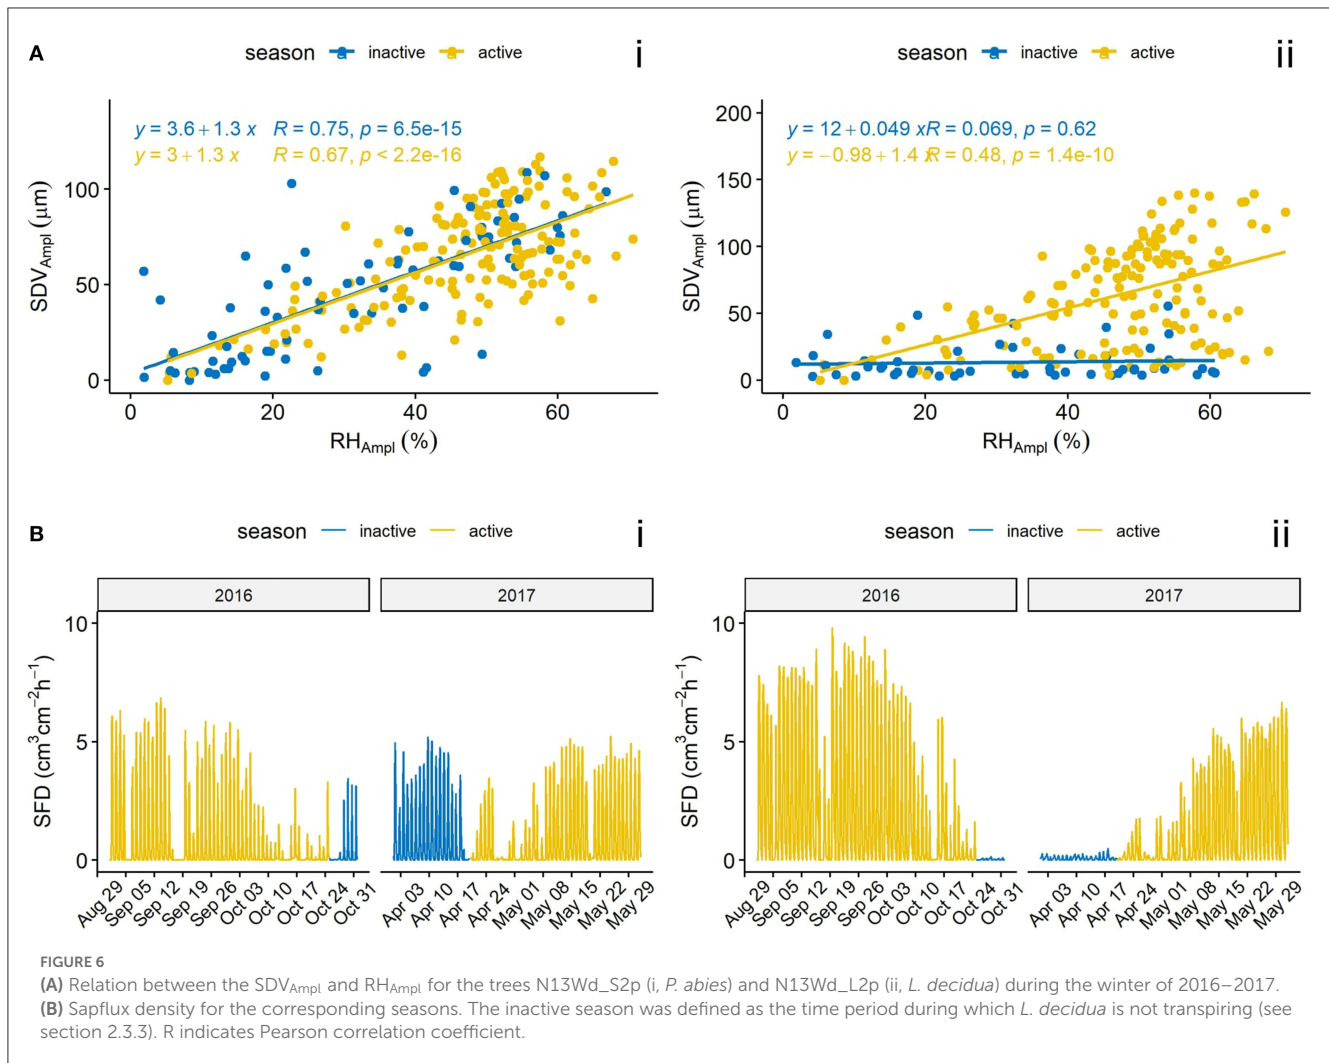 A
season inactive active
i
y = 3.6 + 1.3 x R = 0.75, p = 6.5e-15
y = 3 + 1.3 x R = 0.67, p < 2.2e-16
100
50
0
SDV_Ampl (μm)
0 20 40 60
RH_Ampl (%)
season inactive active
ii
y = 12 + 0.049 x R = 0.069, p = 0.62
y = −0.98 + 1.4 x R = 0.48, p = 1.4e-10
200
150
100
50
0
SDV_Ampl (μm)
0 20 40 60
RH_Ampl (%)
B
season inactive active
i
2016 2017
10
5
0
SFD (cm³cm⁻²h⁻¹)
Aug 29 Sep 05 Sep 12 Sep 19 Sep 26 Oct 03 Oct 10 Oct 17 Oct 24 Oct 31 Apr 03 Apr 10 Apr 17 Apr 24 May 01 May 08 May 15 May 22 May 29
season inactive active
ii
2016 2017
10
5
0
SFD (cm³cm⁻²h⁻¹)
Aug 29 Sep 05 Sep 12 Sep 19 Sep 26 Oct 03 Oct 10 Oct 17 Oct 24 Oct 31 Apr 03 Apr 10 Apr 17 Apr 24 May 01 May 08 May 15 May 22 May 29
FIGURE 6
(A) Relation between the SDV_Ampl and RH_Ampl for the trees N13Wd_S2p (i, P. abies) and N13Wd_L2p (ii, L. decidua) during the winter of 2016–2017.
(B) Sapflux density for the corresponding seasons. The inactive season was defined as the time period during which L. decidua is not transpiring (see
section 2.3.3). R indicates Pearson correlation coefficient.